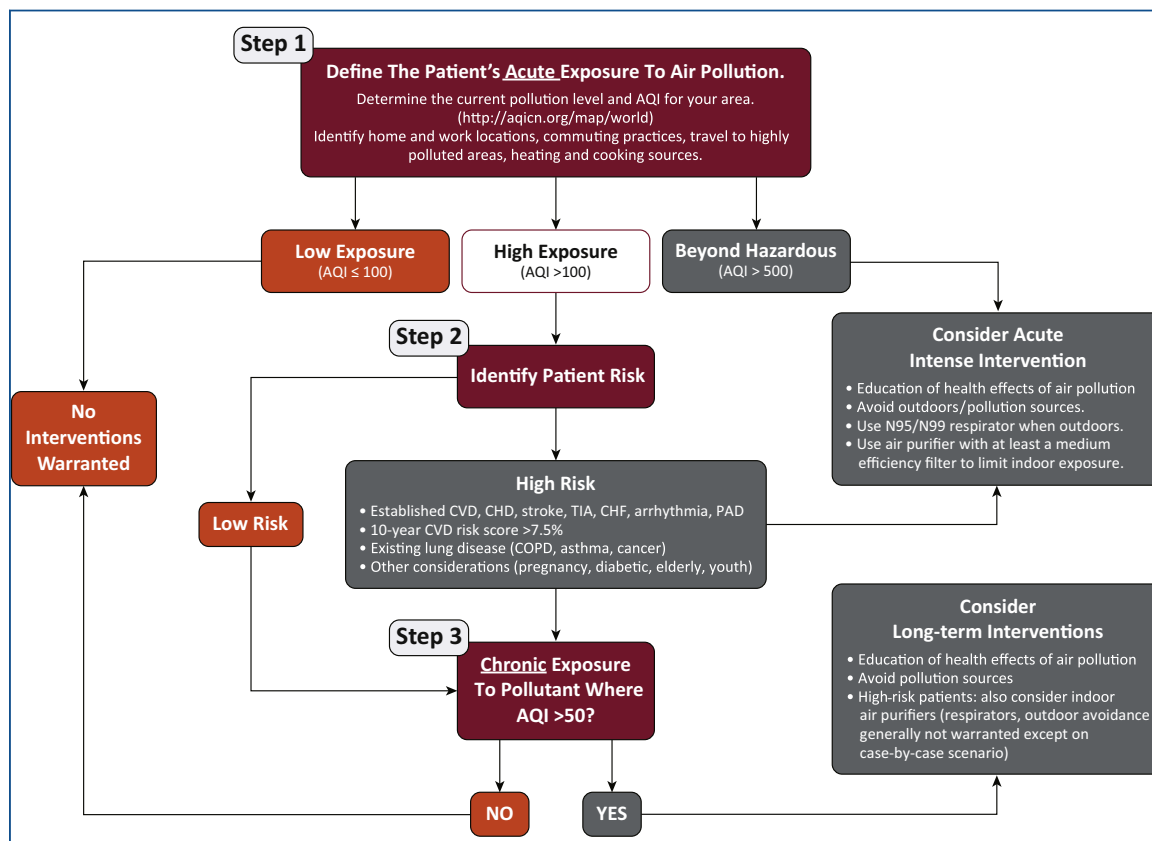 Step 1
Define The Patient's Acute Exposure To Air Pollution.
Determine the current pollution level and AQI for your area.
(http://aqicn.org/map/world)
Identify home and work locations, commuting practices, travel to highly
polluted areas, heating and cooking sources.
Low Exposure
(AQI ≤ 100)
High Exposure
(AQI >100)
Beyond Hazardous
(AQI > 500)
Step 2
Identify Patient Risk
Consider Acute
Intense Intervention
• Education of health effects of air pollution
• Avoid outdoors/pollution sources.
• Use N95/N99 respirator when outdoors.
• Use air purifier with at least a medium
efficiency filter to limit indoor exposure.
No
Interventions
Warranted
Low Risk
High Risk
• Established CVD, CHD, stroke, TIA, CHF, arrhythmia, PAD
• 10-year CVD risk score >7.5%
• Existing lung disease (COPD, asthma, cancer)
• Other considerations (pregnancy, diabetic, elderly, youth)
Step 3
Chronic Exposure
To Pollutant Where
AQI >50?
Consider
Long-term Interventions
• Education of health effects of air pollution
• Avoid pollution sources
• High-risk patients: also consider indoor
air purifiers (respirators, outdoor avoidance
generally not warranted except on
case-by-case scenario)
NO
YES